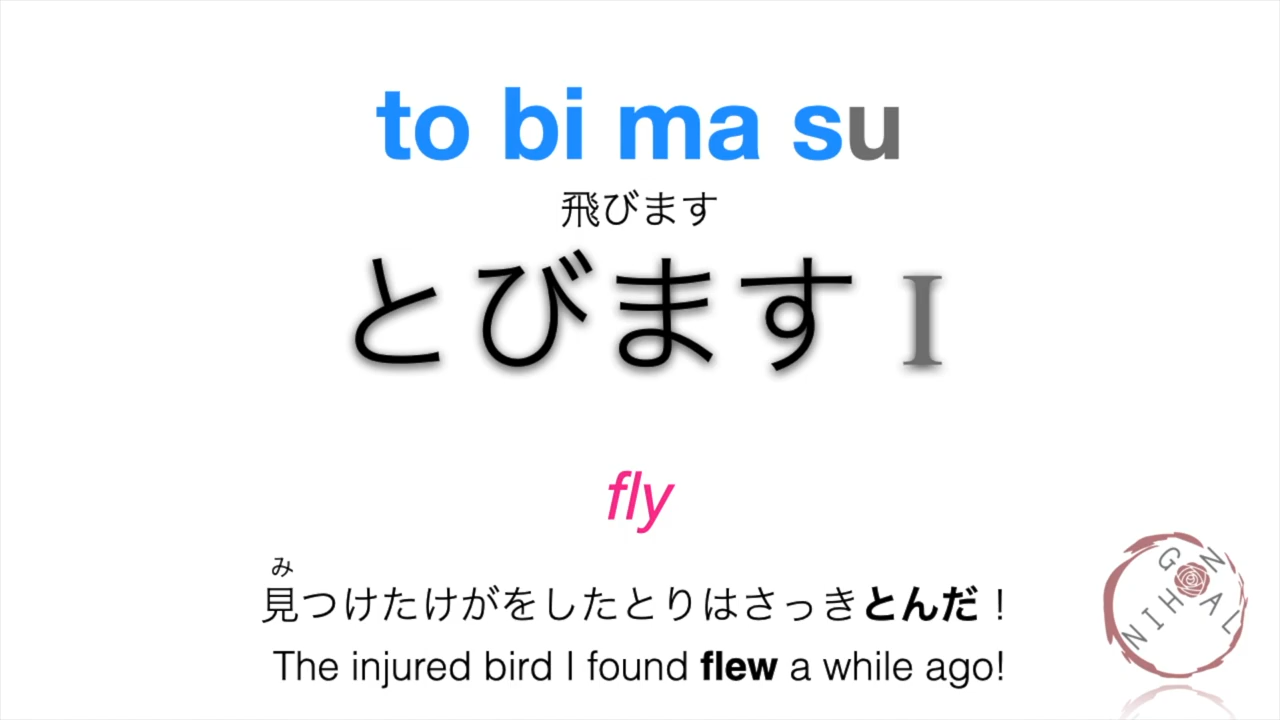 to bi ma su
飛びます
とびます I
fly
み
見つけたけがをしたとりはさっきとんだ！
The injured bird I found flew a while ago!
NIHON
GAL